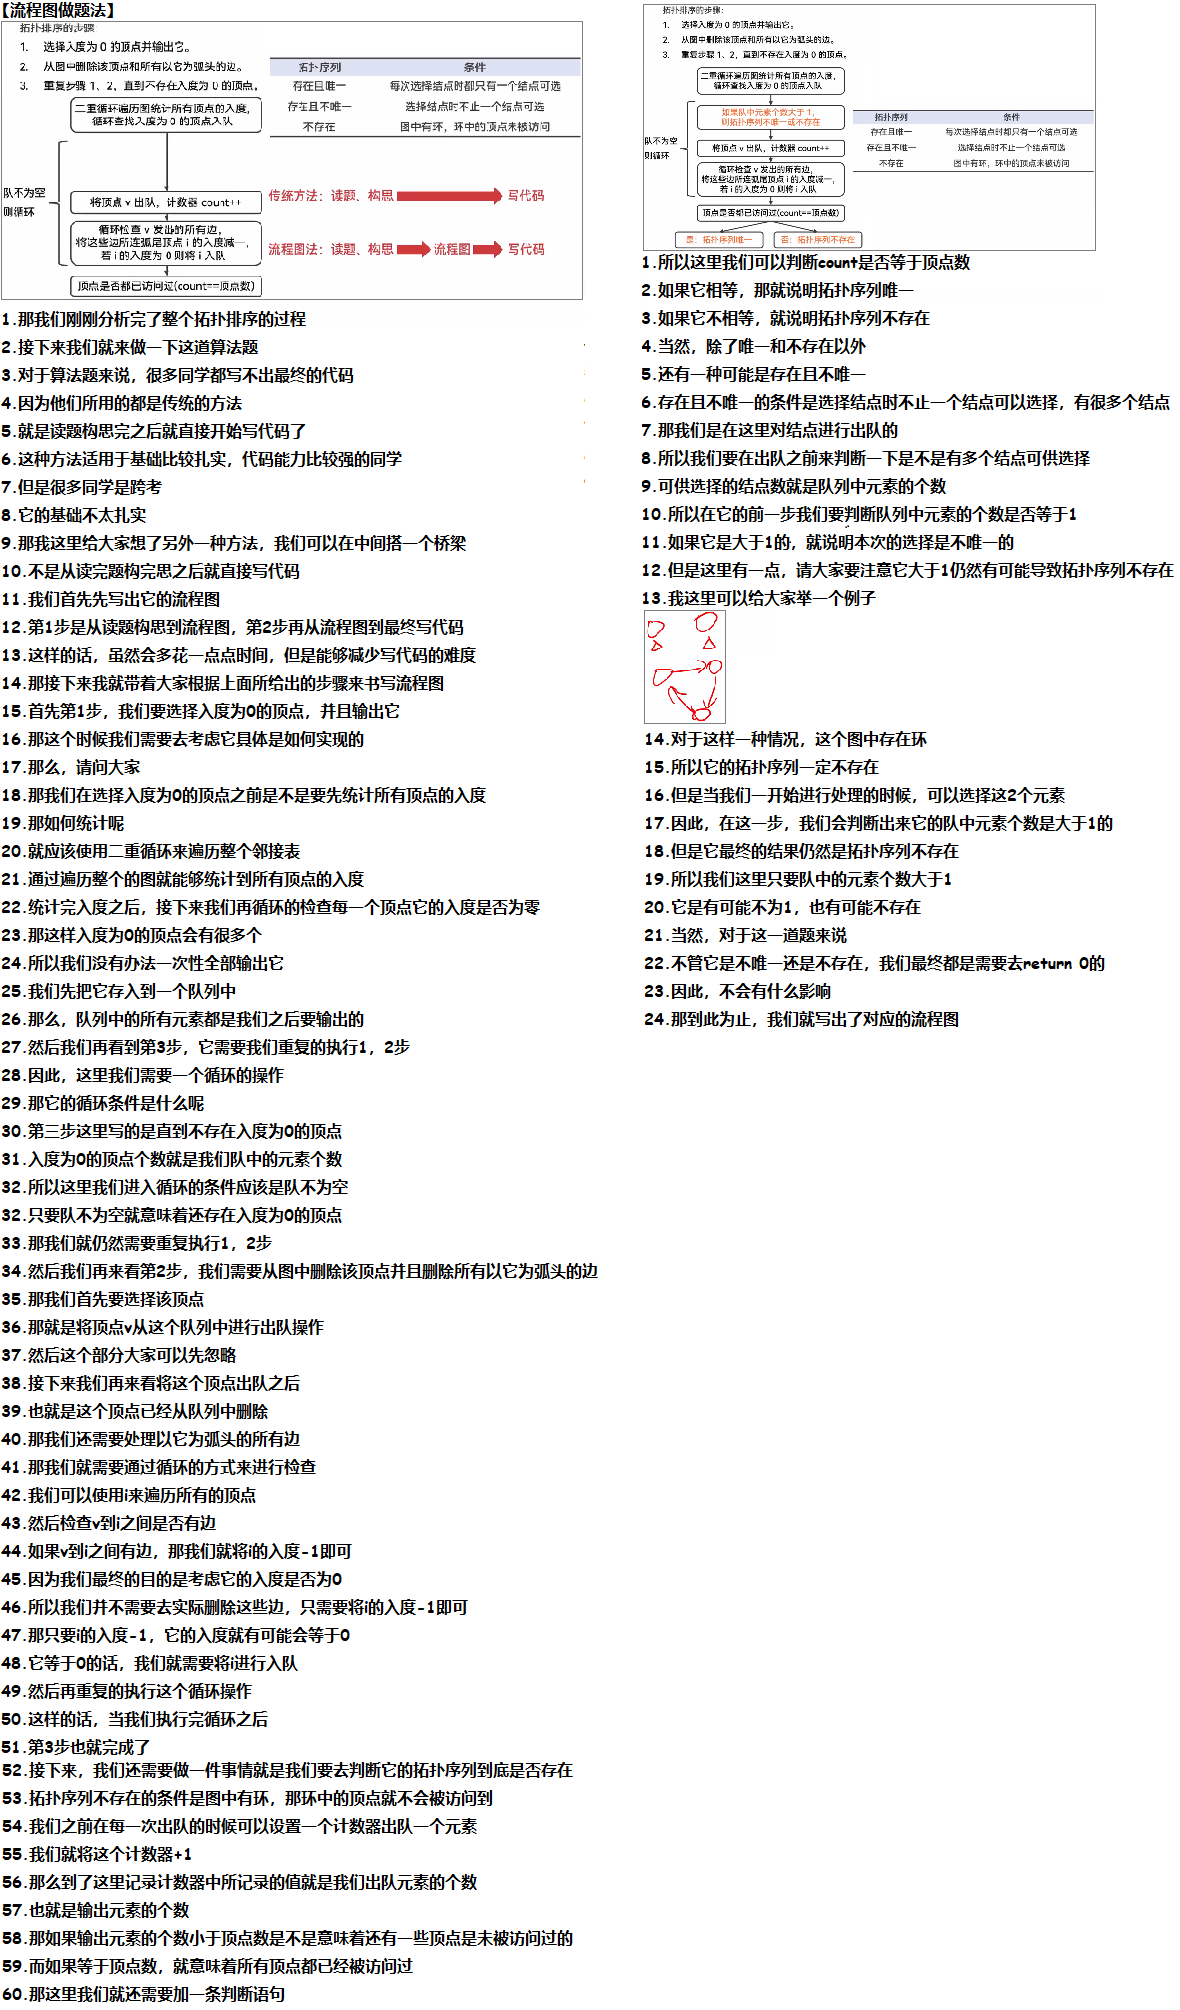 【流程图做题法】
拓扑排序的步骤
1. 选择入度为 0 的顶点并输出它。
2. 从图中删除该顶点和所有以它为弧头的边。
3. 重复步骤 1、2，直到不存在入度为 0 的顶点。
拓扑序列 条件
存在且唯一 每次选择结点时都只有一个结点可选
存在且不唯一 选择结点时不止一个结点可选
不存在 图中有环，环中的顶点未被访问
二重循环遍历图统计所有顶点的入度，
循环查找入度为 0 的顶点入队
队不为空
则循环
将顶点 v 出队，计数器 count++
循环检查 v 发出的所有边，
将这些边所连弧尾顶点 i 的入度减一，
若 i 的入度为 0 则将 i 入队
顶点是否都已访问过(count==顶点数)
传统方法：读题、构思 写代码
流程图法：读题、构思 流程图 写代码
1.那我们刚刚分析完了整个拓扑排序的过程
2.接下来我们就来做一下这道算法题
3.对于算法题来说，很多同学都写不出最终的代码
4.因为他们所用的都是传统的方法
5.就是读题构思完之后就直接开始写代码了
6.这种方法适用于基础比较扎实，代码能力比较强的同学
7.但是很多同学是跨考
8.它的基础不太扎实
9.那我这里给大家想了另外一种方法，我们可以在中间搭一个桥梁
10.不是从读完题构完思之后就直接写代码
11.我们首先先写出它的流程图
12.第1步是从读题构思到流程图，第2步再从流程图到最终写代码
13.这样的话，虽然会多花一点点时间，但是能够减少写代码的难度
14.那接下来我就带着大家根据上面所给出的步骤来书写流程图
15.首先第1步，我们要选择入度为0的顶点，并且输出它
16.那这个时候我们需要去考虑它具体是如何实现的
17.那么，请问大家
18.那我们在选择入度为0的顶点之前是不是要先统计所有顶点的入度
19.那如何统计呢
20.就应该使用二重循环来遍历整个邻接表
21.通过遍历整个的图就能够统计到所有顶点的入度
22.统计完入度之后，接下来我们再循环的检查每一个顶点它的入度是否为零
23.那这样入度为0的顶点会有很多个
24.所以我们没有办法一次性全部输出它
25.我们先把它存入到一个队列中
26.那么，队列中的所有元素都是我们之后要输出的
27.然后我们再看到第3步，它需要我们重复的执行1，2步
28.因此，这里我们需要一个循环的操作
29.那它的循环条件是什么呢
30.第三步这里写的是直到不存在入度为0的顶点
31.入度为0的顶点个数就是我们队中的元素个数
32.所以这里我们进入循环的条件应该是队不为空
32.只要队不为空就意味着还存在入度为0的顶点
33.那我们就仍然需要重复执行1，2步
34.然后我们再来看第2步，我们需要从图中删除该顶点并且删除所有以它为弧头的边
35.那我们首先要选择该顶点
36.那就是将顶点v从这个队列中进行出队操作
37.然后这个部分大家可以先忽略
38.接下来我们再来看将这个顶点出队之后
39.也就是这个顶点已经从队列中删除
40.那我们还需要处理以它为弧头的所有边
41.那我们就需要通过循环的方式来进行检查
42.我们可以使用i来遍历所有的顶点
43.然后检查v到i之间是否有边
44.如果v到i之间有边，那我们就将i的入度-1即可
45.因为我们最终的目的是考虑它的入度是否为0
46.所以我们并不需要去实际删除这些边，只需要将i的入度-1即可
47.那只要i的入度-1，它的入度就有可能会等于0
48.它等于0的话，我们就需要将i进行入队
49.然后再重复的执行这个循环操作
50.这样的话，当我们执行完循环之后
51.第3步也就完成了
52.接下来，我们还需要做一件事情就是我们要去判断它的拓扑序列到底是否存在
53.拓扑序列不存在的条件是图中有环，那环中的顶点就不会被访问到
54.我们之前在每一次出队的时候可以设置一个计数器出队一个元素
55.我们就将这个计数器+1
56.那么到了这里记录计数器中所记录的值就是我们出队元素的个数
57.也就是输出元素的个数
58.那如果输出元素的个数小于顶点数是不是意味着还有一些顶点是未被访问过的
59.而如果等于顶点数，就意味着所有顶点都已经被访问过
60.那这里我们就还需要加一条判断语句
拓扑排序的步骤：
1. 选择入度为 0 的顶点并输出它。
2. 从图中删除该顶点和所有以它为弧头的边。
3. 重复步骤 1、2，直到不存在入度为 0 的顶点。
二重循环遍历图统计所有顶点的入度，
循环查找入度为 0 的顶点入队
如果队中元素个数大于 1，
则拓扑序列不唯一或不存在
队不为空
则循环
将顶点 v 出队，计数器 count++
循环检查 v 发出的所有边，
将这些边所连弧尾顶点 i 的入度减一，
若 i 的入度为 0 则将 i 入队
顶点是否都已访问过(count==顶点数)
是：拓扑序列唯一 否：拓扑序列不存在
拓扑序列 条件
存在且唯一 每次选择结点时都只有一个结点可选
存在且不唯一 选择结点时不止一个结点可选
不存在 图中有环，环中的顶点未被访问
1.所以这里我们可以判断count是否等于顶点数
2.如果它相等，那就说明拓扑序列唯一
3.如果它不相等，就说明拓扑序列不存在
4.当然，除了唯一和不存在以外
5.还有一种可能是存在且不唯一
6.存在且不唯一的条件是选择结点时不止一个结点可以选择，有很多个结点
7.那我们是在这里对结点进行出队的
8.所以我们要在出队之前来判断一下是不是有多个结点可供选择
9.可供选择的结点数就是队列中元素的个数
10.所以在它的前一步我们要判断队列中元素的个数是否等于1
11.如果它是大于1的，就说明本次的选择是不唯一的
12.但是这里有一点，请大家要注意它大于1仍然有可能导致拓扑序列不存在
13.我这里可以给大家举一个例子
14.对于这样一种情况，这个图中存在环
15.所以它的拓扑序列一定不存在
16.但是当我们一开始进行处理的时候，可以选择这2个元素
17.因此，在这一步，我们会判断出来它的队中元素个数是大于1的
18.但是它最终的结果仍然是拓扑序列不存在
19.所以我们这里只要队中的元素个数大于1
20.它是有可能不为1，也有可能不存在
21.当然，对于这一道题来说
22.不管它是不唯一还是不存在，我们最终都是需要去return 0的
23.因此，不会有什么影响
24.那到此为止，我们就写出了对应的流程图